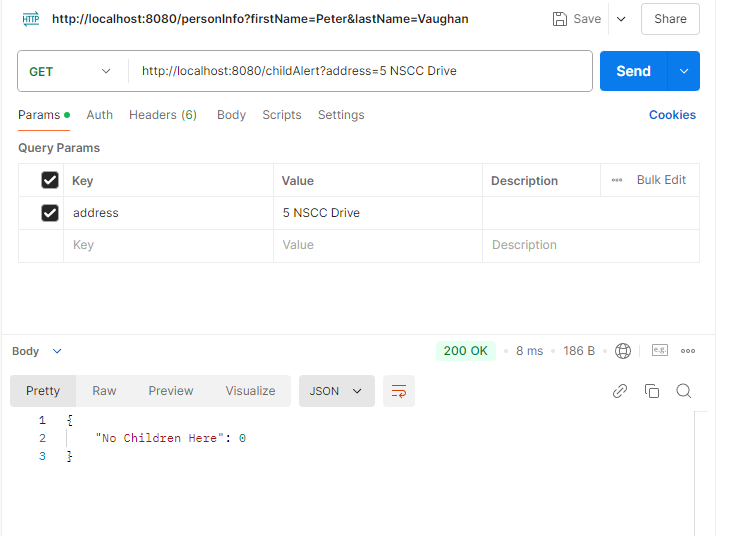 HTTP http://localhost:8080/personInfo?firstName=Peter&lastName=Vaughan Save Share
GET http://localhost:8080/childAlert?address=5 NSCC Drive Send
Params Auth Headers (6) Body Scripts Settings Cookies
Query Params
Key Value Description Bulk Edit
address 5 NSCC Drive
Key Value Description
Body 200 OK 8 ms 186 B e.g.
Pretty Raw Preview Visualize JSON
1 {
2 "No Children Here": 0
3 }